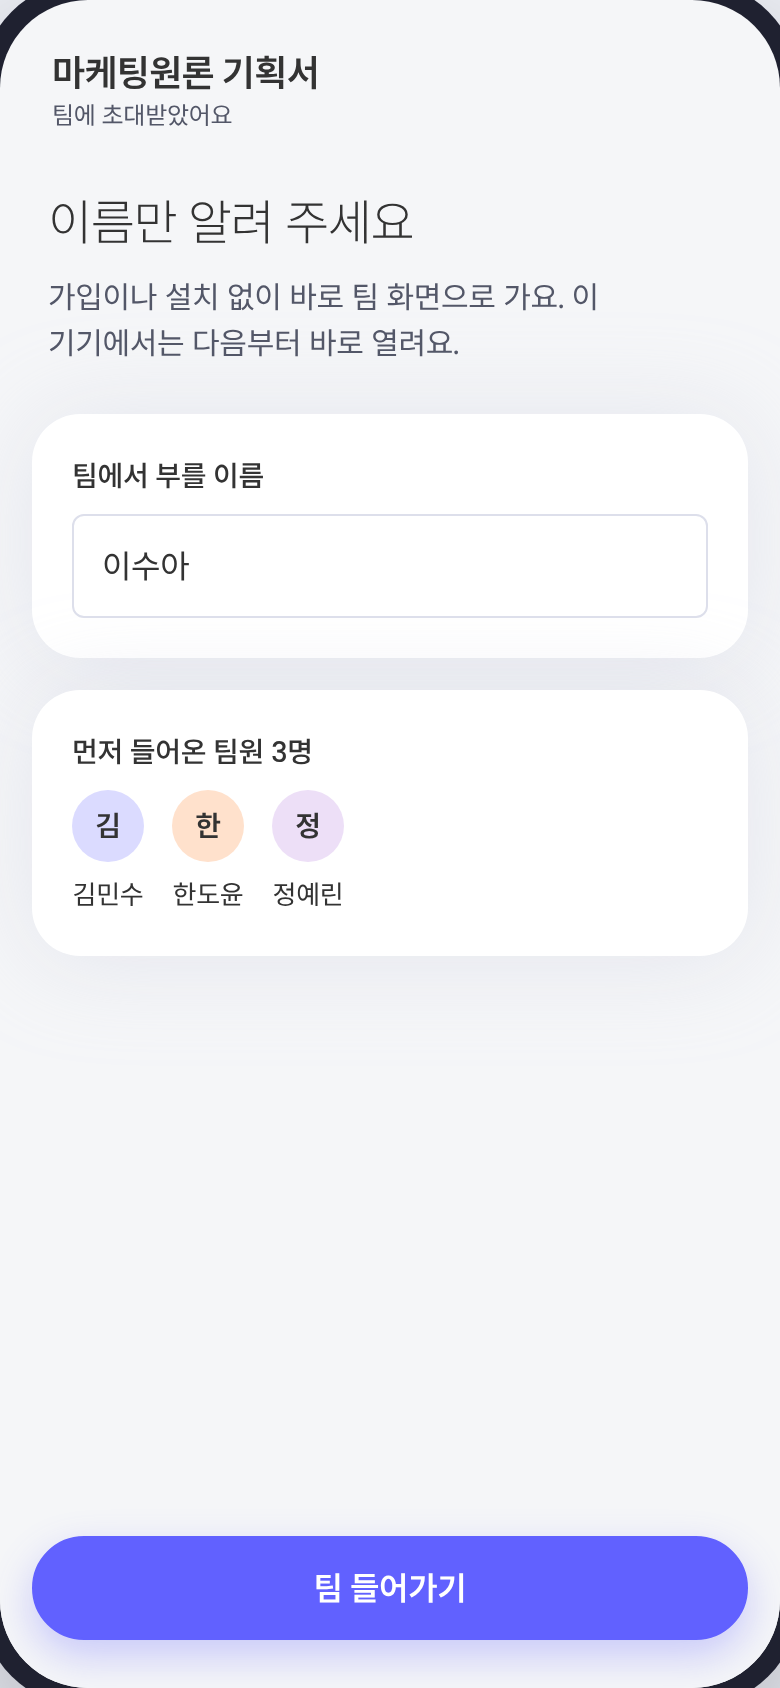 마케팅원론 기획서
팀에 초대받았어요
이름만 알려 주세요
가입이나 설치 없이 바로 팀 화면으로 가요. 이
기기에서는 다음부터 바로 열려요.
팀에서 부를 이름
이수아
먼저 들어온 팀원 3명
김 한 정
김민수 한도윤 정예린
팀 들어가기